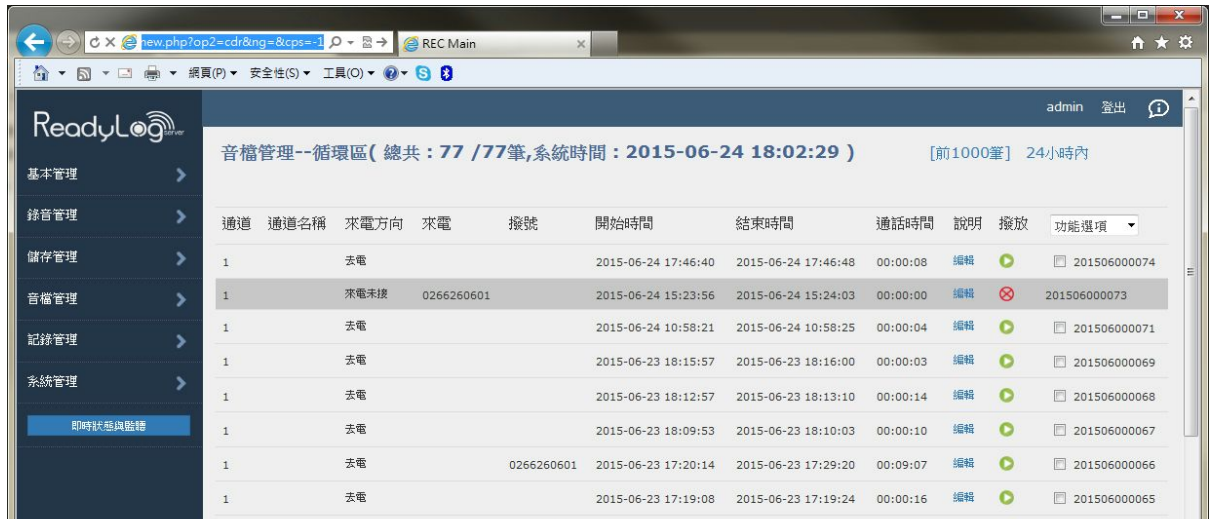 new.php?op2=cdr&ng=&cps=-1
REC Main
網頁(P) 安全性(S) 工具(O)
ReadyLog server
admin 登出
音檔管理--循環區( 總共：77 /77筆,系統時間：2015-06-24 18:02:29 ) [前1000筆] 24小時內
基本管理
錄音管理
儲存管理
音檔管理
記錄管理
系統管理
即時狀態與監聽
通道 通道名稱 來電方向 來電 撥號 開始時間 結束時間 通話時間 說明 撥放 功能選項
1 去電 2015-06-24 17:46:40 2015-06-24 17:46:48 00:00:08 編輯 201506000074
1 來電未接 0266260601 2015-06-24 15:23:56 2015-06-24 15:24:03 00:00:00 編輯 201506000073
1 去電 2015-06-24 10:58:21 2015-06-24 10:58:25 00:00:04 編輯 201506000071
1 去電 2015-06-23 18:15:57 2015-06-23 18:16:00 00:00:03 編輯 201506000069
1 去電 2015-06-23 18:12:57 2015-06-23 18:13:10 00:00:14 編輯 201506000068
1 去電 2015-06-23 18:09:53 2015-06-23 18:10:03 00:00:10 編輯 201506000067
1 去電 0266260601 2015-06-23 17:20:14 2015-06-23 17:29:20 00:09:07 編輯 201506000066
1 去電 2015-06-23 17:19:08 2015-06-23 17:19:24 00:00:16 編輯 201506000065